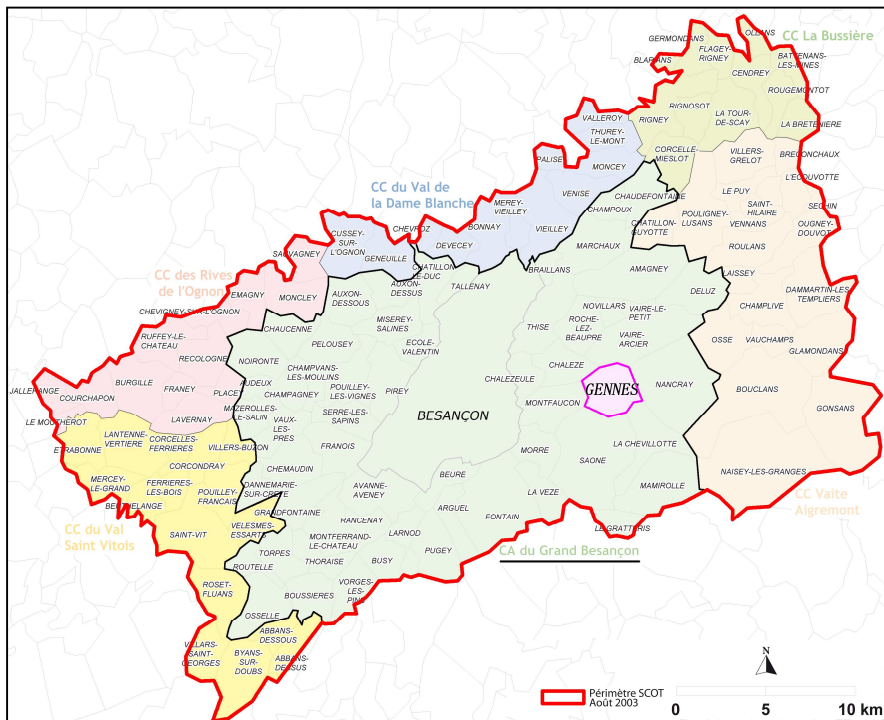 OLLANS
GERMONDANS
CC La Bussière
FLAGEY-
RIGNEY
BLARIANS
BATTENANS-
LES-MINES
CENDREY
ROUGEMONTOT
RIGNOSOT
LA TOUR-
DE-SCAY
VALLEROY
RIGNEY
LA BRETENIERE
THUREY-
LE-MONT
CORCELLE-
MIESLOT
VILLERS-
GRELOT
BRECONCHAUX
PALISE
MONCEY
L'ECOUVOTTE
CC du Val de
la Dame Blanche
VENISE
CHAUDEFONTAINE
LE PUY
MEREY-
VIEILLEY
CHAMPOUX
SAINT-
HILAIRE
SECHIN
CUSSEY-
SUR-
L'OGNON
CHEVROZ
BONNAY
VIEILLEY
CHATILLON-
GUYOTTE
POULIGNEY-
LUSANS
VENNANS
OUGNEY-
DOUVOT
DEVECEY
MARCHAUX
ROULANS
SAUVAGNEY
GENEUILLE
CHATILLON-
LE-DUC
BRAILLANS
AMAGNEY
LAISSEY
CC des Rives
de l'Ognon
EMAGNY
MONCLEY
AUXON-
DESSOUS
AUXON-
DESSUS
TALLENAY
DELUZ
DAMMARTIN-LES-
TEMPLIERS
CHEVIGNEY-SUR-L'OGNON
NOVILLARS
VAIRE-LE-
PETIT
CHAMPLIVE
RUFFEY-LE-
CHATEAU
CHAUCENNE
MISEREY-
SALINES
THISE
ROCHE-
LEZ-
BEAUPRE
VAIRE-
ARCIER
PELOUSEY
ECOLE-
VALENTIN
OSSE
VAUCHAMPS
RECOLOGNE
NOIRONTE
GLAMONDANS
CHAMPVANS-
LES-MOULINS
CHALEZE
JALLERANGE
BURGILLE
FRANEY
PLACEY
AUDEUX
CHAMPAGNEY
POUILLEY-
LES-VIGNES
PIREY
CHALEZEULE
GENNES
NANCRAY
BOUCLANS
COURCHAPON
MAZEROLLES-
LE-SALIN
SERRE-LES-
SAPINS
BESANÇON
MONTFAUCON
GONSANS
LE MOUTHEROT
LAVERNAY
VAUX-
LES-
PRES
LANTENNE-
VERTIERE
CORCELLES-
FERRIERES
VILLERS-BUZON
FRANOIS
LA CHEVILLOTTE
ETRABONNE
MORRE
SAONE
CORCONDRAY
CHEMAUDIN
BEURE
NAISEY-LES-GRANGES
MERCEY-
LE-GRAND
FERRIERES-
LES-BOIS
DANNEMARIE-
SUR-CRETE
AVANNE-
AVENEY
MAMIROLLE
POUILLEY-
FRANCAIS
LA VEZE
BERTHELANGE
CC Valte
Aigremont
ARGUEL
GRANDFONTAINE
RANCENAY
FONTAIN
CC du Val
Saint Vitois
VELESMES-
ESSARTS
LE GRATTERIS
SAINT-VIT
MONTFERRAND-
LE-CHATEAU
LARNOD
TORPES
PUGEY
CA du Grand Besançon
ROUTELLE
THORAISE
BUSY
ROSET-
FLUANS
BOUSSIERES
VORGES-
LES-
PINS
OSSELLE
ABBANS-
DESSOUS
VILLARS-
SAINT-
GEORGES
BYANS-
SUR-
DOUBS
ABBANS-
DESSUS
N
Périmètre SCOT
Août 2003
0 5 10 km